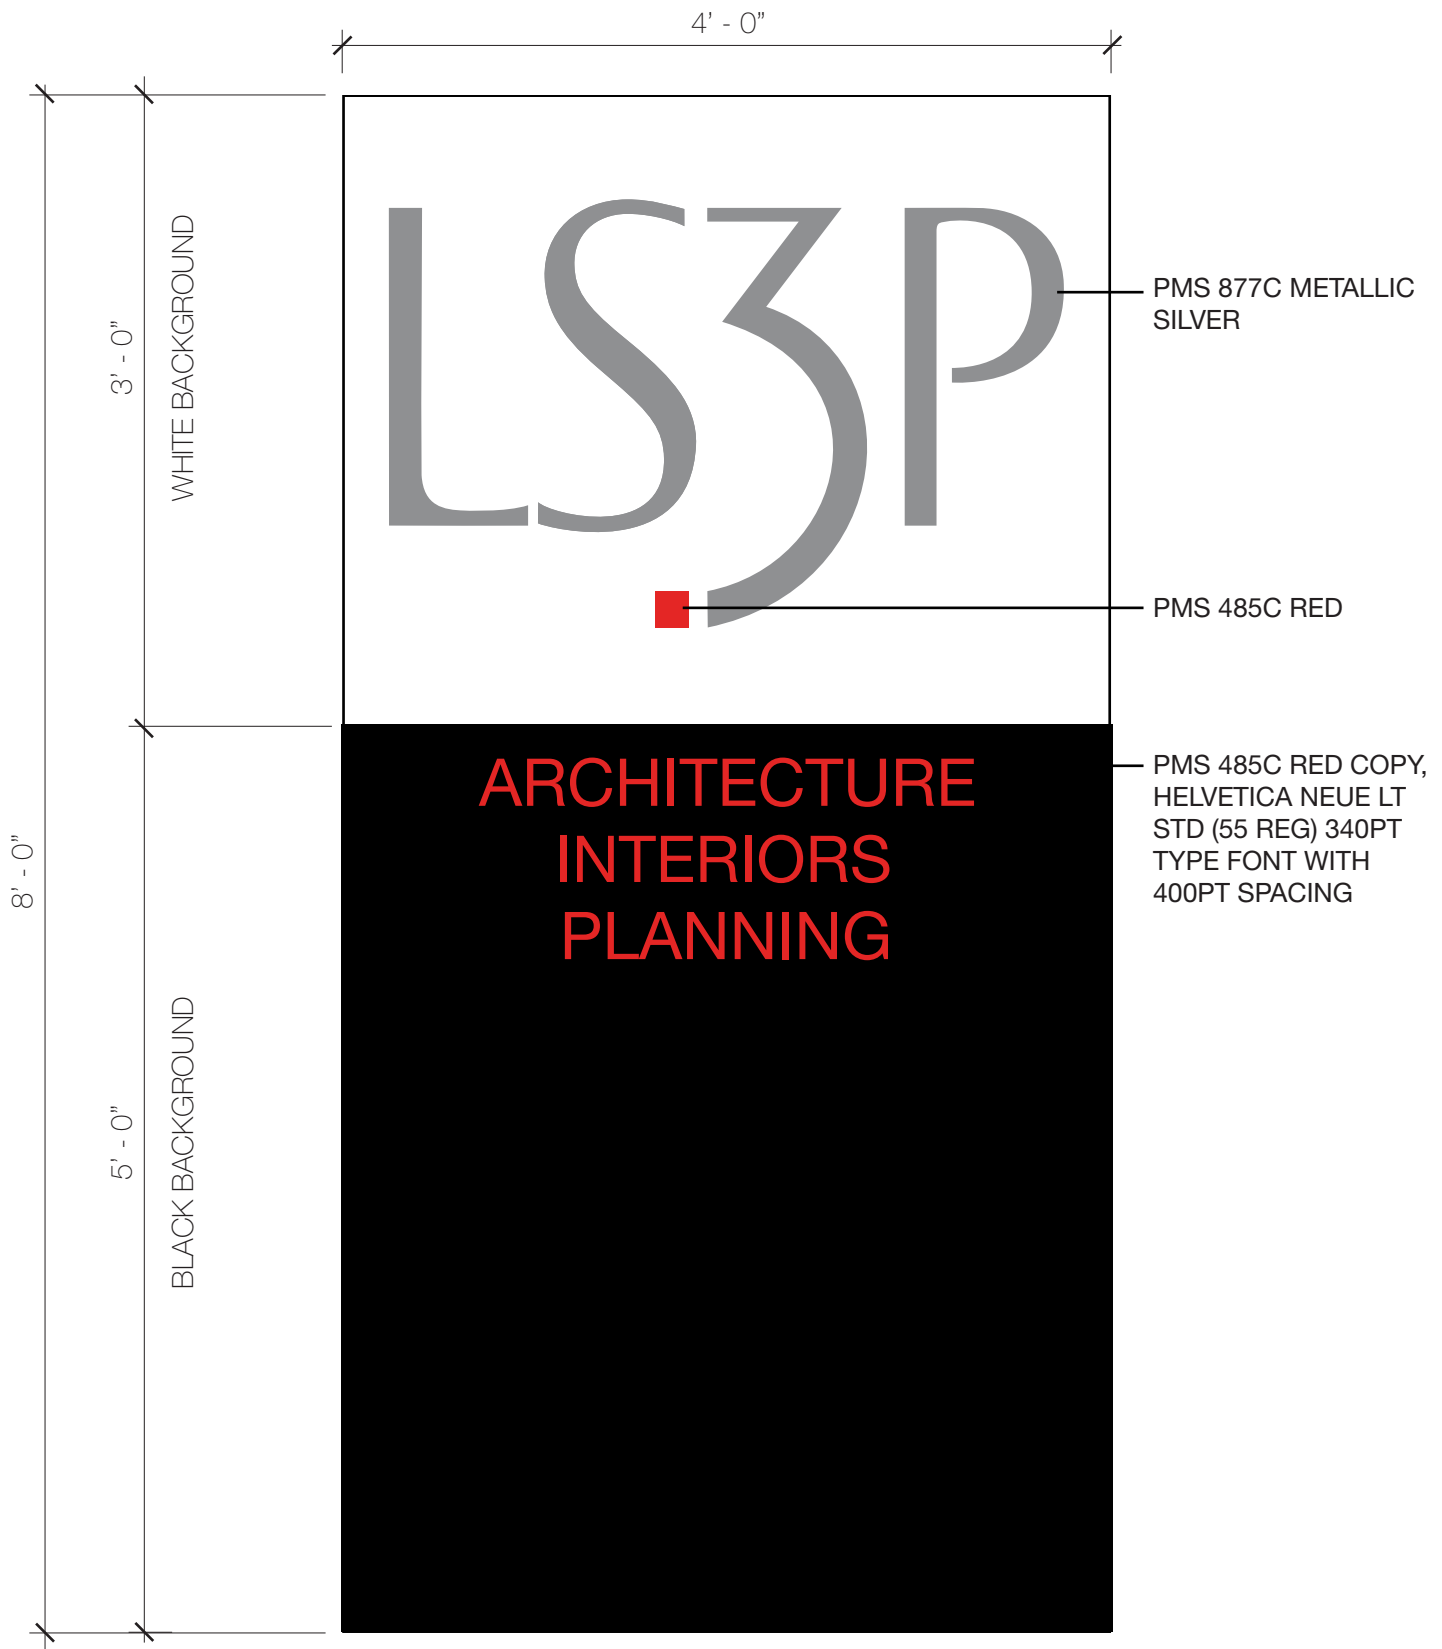 4’ - 0”
8’ - 0”
3’ - 0”
WHITE BACKGROUND
LS3P
PMS 877C METALLIC
SILVER
PMS 485C RED
5’ - 0”
BLACK BACKGROUND
ARCHITECTURE
INTERIORS
PLANNING
PMS 485C RED COPY,
HELVETICA NEUE LT
STD (55 REG) 340PT
TYPE FONT WITH
400PT SPACING